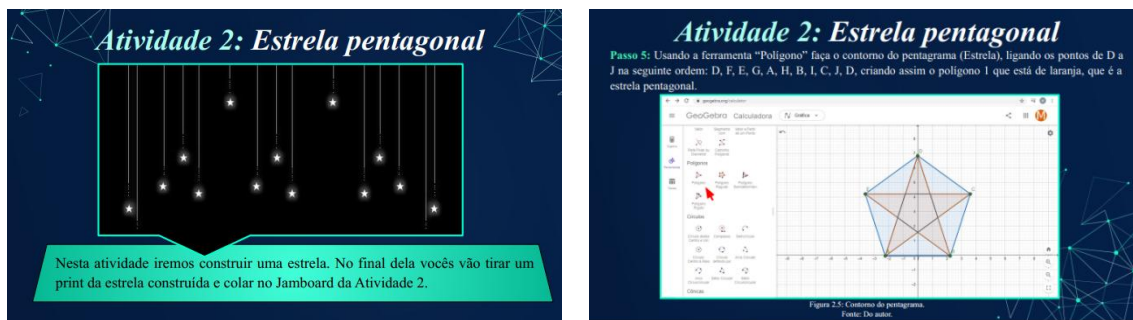 Atividade 2: Estrela pentagonal
Nesta atividade iremos construir uma estrela. No final dela vocês vão tirar um
print da estrela construída e colar no Jamboard da Atividade 2.
Atividade 2: Estrela pentagonal
Passo 5: Usando a ferramenta “Polígono” faça o contorno do pentagrama (Estrela), ligando os pontos de D a
J na seguinte ordem: D, F, E, G, A, H, B, I, C, J, D, criando assim o polígono 1 que está de laranja, que é a
estrela pentagonal.
GeoGebra Calculadora
Gráfica
Polígonos
Círculos
Cônicas
Figura 2.5: Contorno do pentagrama.
Fonte: Do autor.